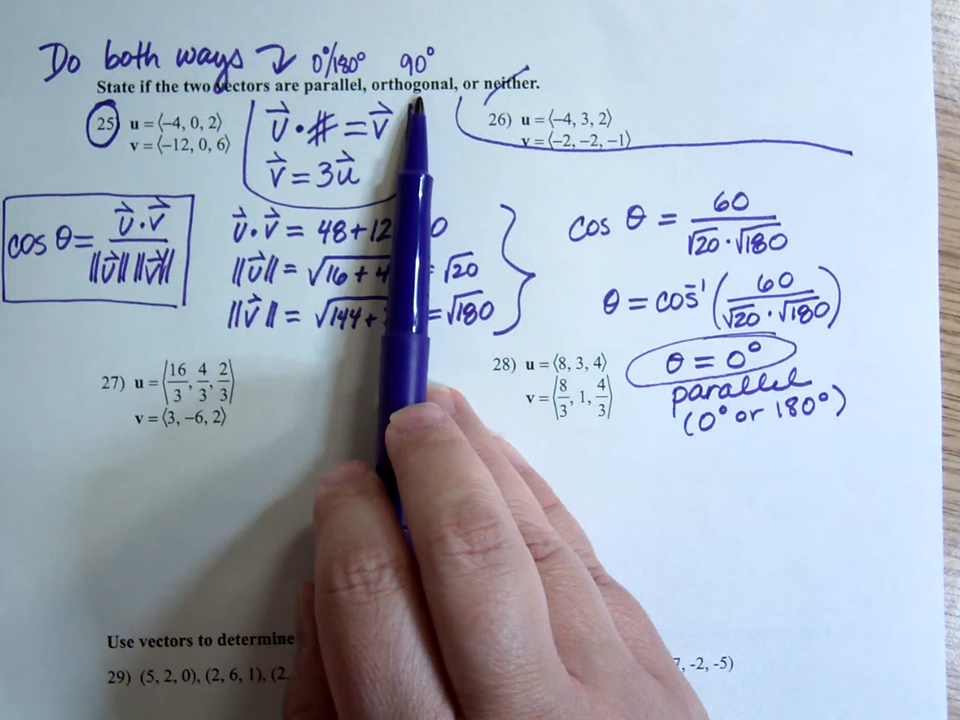 Do both ways ↴ 0°/180° 90°
State if the two vectors are parallel, orthogonal, or neither.
25) u = ⟨−4, 0, 2⟩
v = ⟨−12, 0, 6⟩
v⃗ · # = v⃗
v⃗ = 3u⃗
26) u = ⟨−4, 3, 2⟩
v = ⟨−2, −2, −1⟩
cos θ = u⃗·v⃗ / ||u⃗|| ||v⃗||
u⃗·v⃗ = 48+12 0
||u⃗|| = √16+4 = √20
||v⃗|| = √144+ = √180
cos θ = 60 / √20 · √180
θ = cos⁻¹ (60 / √20 · √180)
θ = 0°
parallel
(0° or 180°)
27) u = ⟨16/3, 4/3, 2/3⟩
v = ⟨3, −6, 2⟩
28) u = ⟨8, 3, 4⟩
v = ⟨8/3, 1, 4/3⟩
Use vectors to determine
29) (5, 2, 0), (2, 6, 1), (2 7, -2, -5)